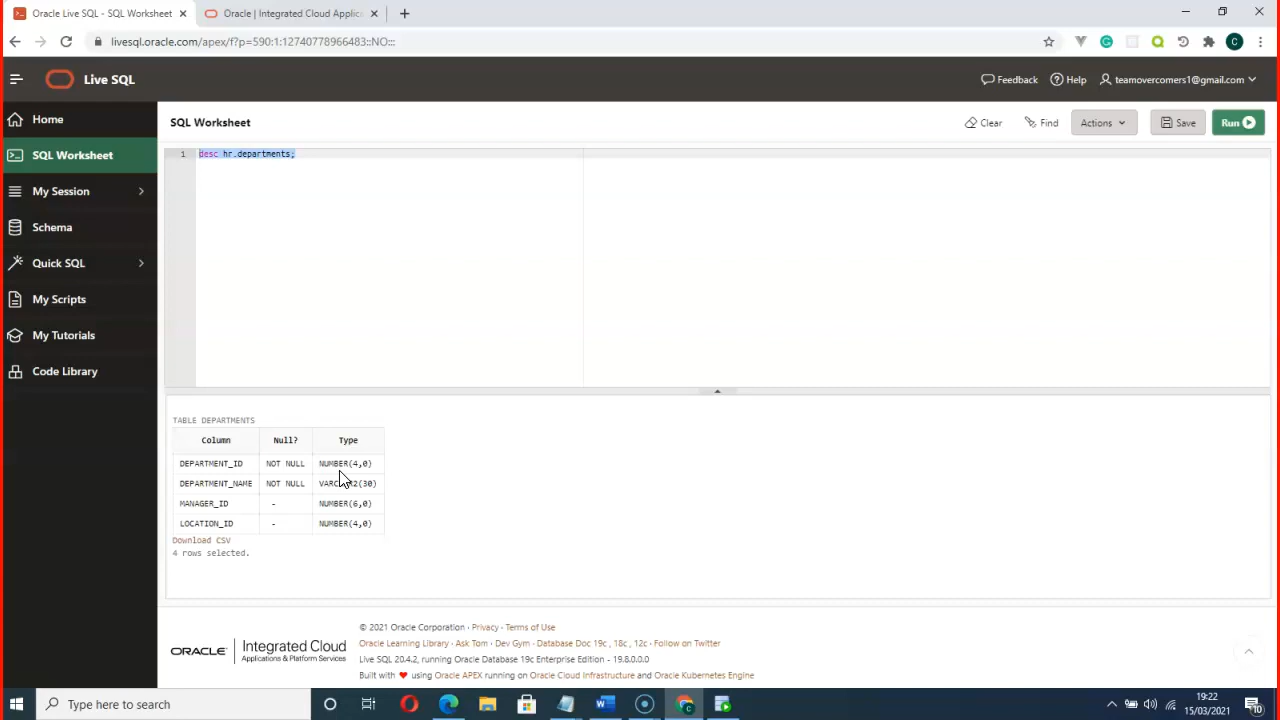 Oracle Live SQL - SQL Worksheet
Oracle | Integrated Cloud Applic
livesql.oracle.com/apex/f?p=590:1:12740778966483::NO:::
C
Live SQL
Feedback
Help
teamovercomers1@gmail.com
Home
SQL Worksheet
My Session
Schema
Quick SQL
My Scripts
My Tutorials
Code Library
SQL Worksheet
Clear
Find
Actions
Save
Run
1 desc hr.departments;
TABLE DEPARTMENTS
Column Null? Type
DEPARTMENT_ID NOT NULL NUMBER(4,0)
DEPARTMENT_NAME NOT NULL VARCHAR2(30)
MANAGER_ID - NUMBER(6,0)
LOCATION_ID - NUMBER(4,0)
Download CSV
4 rows selected.
ORACLE
Integrated Cloud
Applications & Platform Services
© 2021 Oracle Corporation · Privacy · Terms of Use
Oracle Learning Library · Ask Tom · Dev Gym · Database Doc 19c , 18c , 12c · Follow on Twitter
Live SQL 20.4.2, running Oracle Database 19c Enterprise Edition - 19.8.0.0.0
Built with ❤ using Oracle APEX running on Oracle Cloud Infrastructure and Oracle Kubernetes Engine
Type here to search
19:22
15/03/2021
10